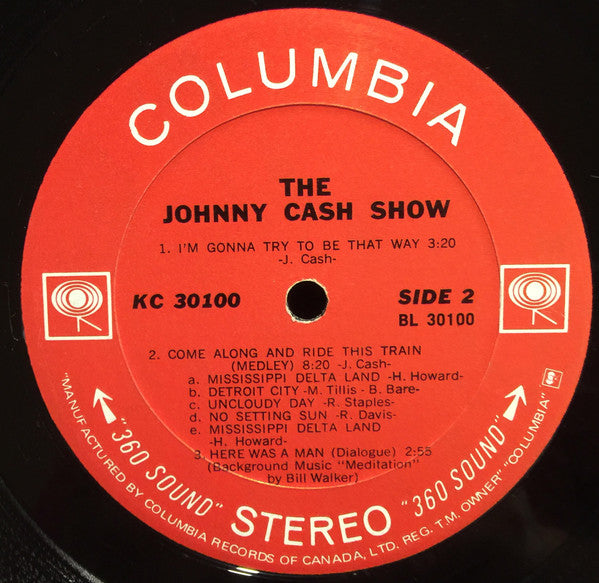 COLUMBIA
THE
JOHNNY CASH SHOW
1. I'M GONNA TRY TO BE THAT WAY 3:20
-J. Cash-
KC 30100
SIDE 2
BL 30100
2. COME ALONG AND RIDE THIS TRAIN
(MEDLEY) 8:20 -J. Cash-
a. MISSISSIPPI DELTA LAND -H. Howard-
b. DETROIT CITY -M. Tillis - B. Bare-
c. UNCLOUDY DAY -R. Staples-
d. NO SETTING SUN -R. Davis-
e. MISSISSIPPI DELTA LAND
-H. Howard-
3. HERE WAS A MAN (Dialogue) 2:55
(Background Music "Meditation"
by Bill Walker)
"360 SOUND" STEREO "360 SOUND"
"MANUFACTURED BY COLUMBIA RECORDS OF CANADA, LTD. REG. T.M. OWNER" "COLUMBIA"